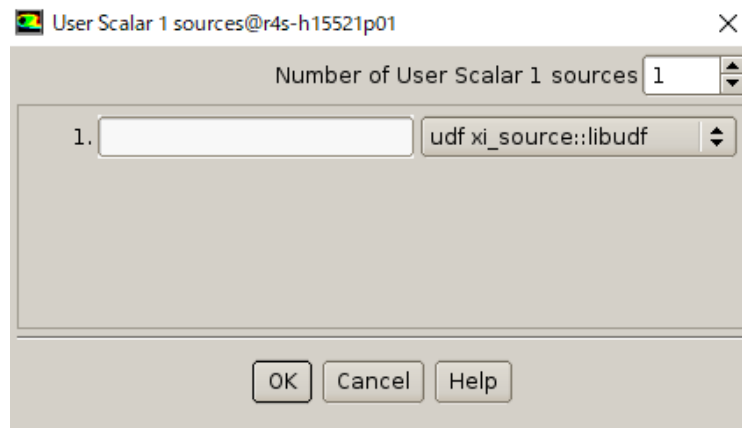 User Scalar 1 sources@r4s-h15521p01
Number of User Scalar 1 sources 1
1. udf xi_source::libudf
OK Cancel Help